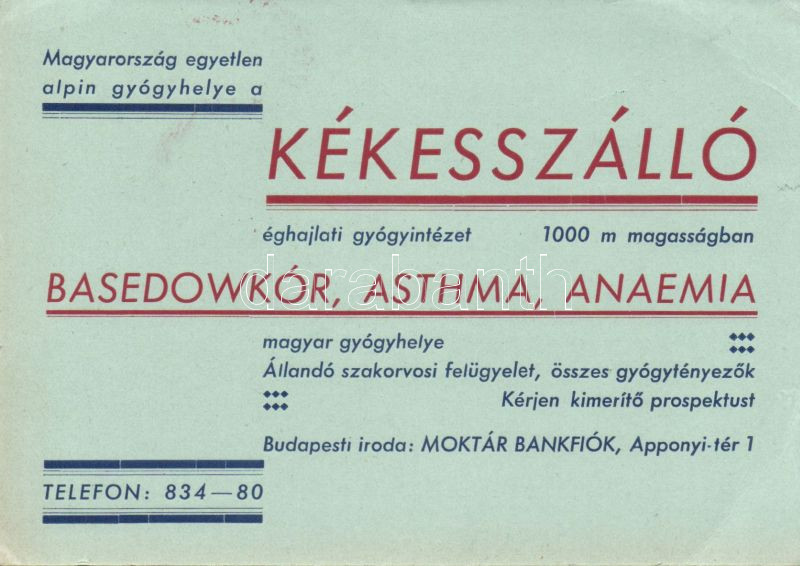 Magyarország egyetlen
alpin gyógyhelye a
KÉKESSZÁLLÓ
éghajlati gyógyintézet 1000 m magasságban
BASEDOWKÓR, ASTHMA, ANAEMIA
darabanth
magyar gyógyhelye
Állandó szakorvosi felügyelet, összes gyógytényezők
Kérjen kimerítő prospektust
Budapesti iroda: MOKTÁR BANKFIÓK, Apponyi-tér 1
TELEFON: 834—80